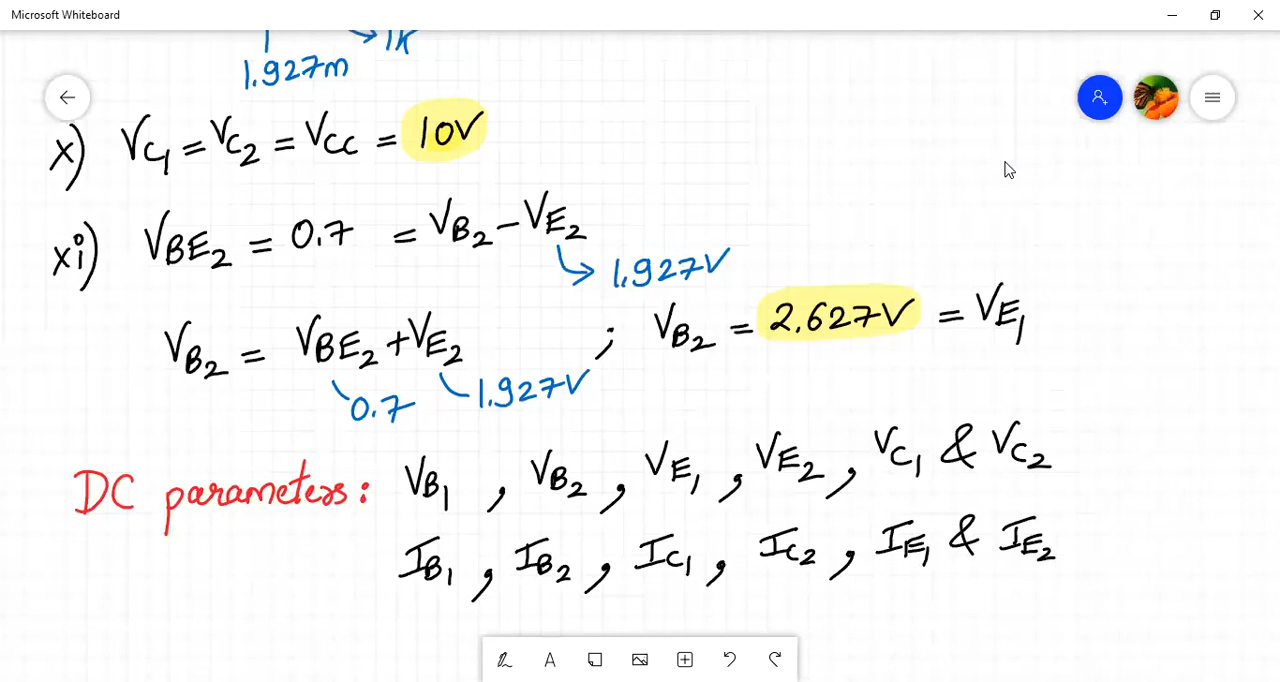 Microsoft Whiteboard
→ 1K
1.927m
x) VC1 = VC2 = VCC = 10V
xi) VBE2 = 0.7 = VB2 - VE2
→ 1.927V
VB2 = VBE2 + VE2 ; VB2 = 2.627V = VE1
0.7 1.927V
DC parameters: VB1 , VB2 , VE1 , VE2 , VC1 & VC2
IB1 , IB2 , IC1 , IC2 , IE1 & IE2
A